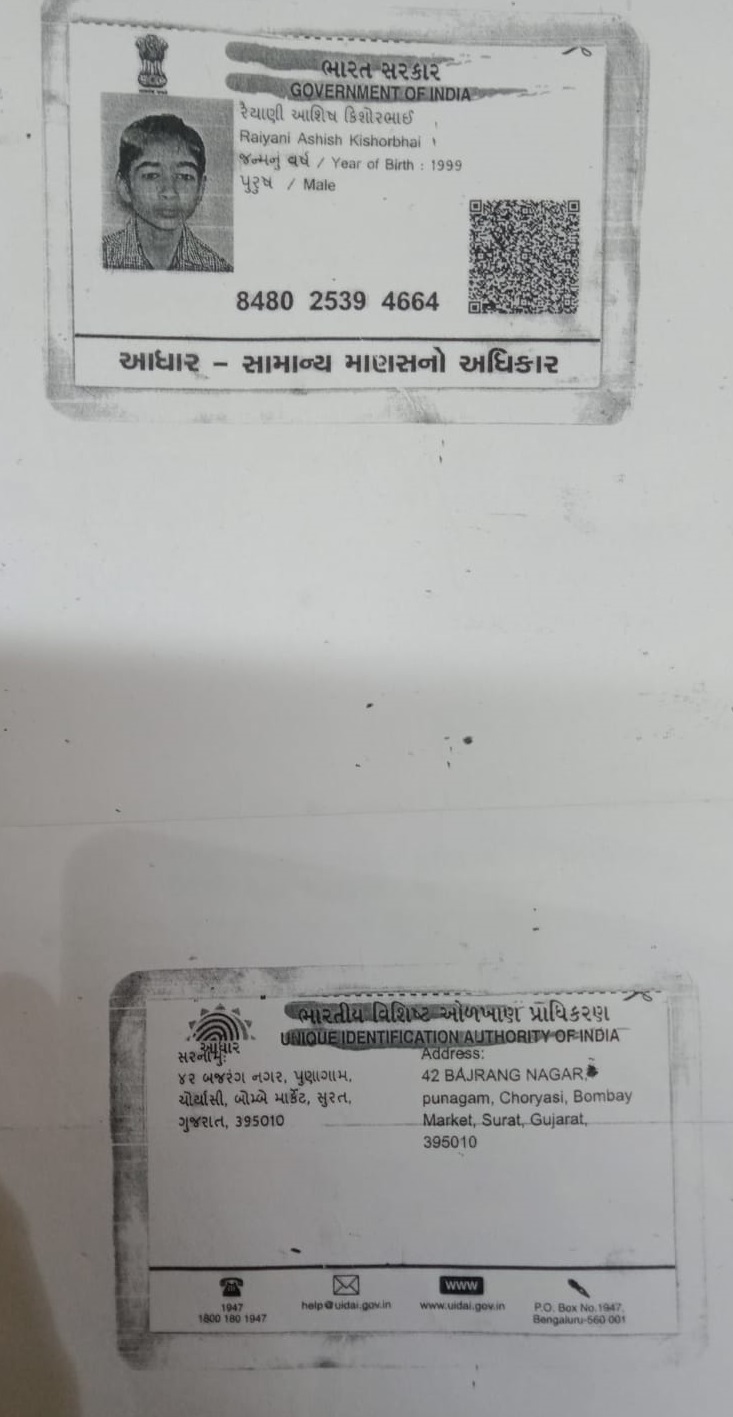 ભારત સરકાર
GOVERNMENT OF INDIA
રૈયાણી આશિષ કિશોરભાઈ
Raiyani Ashish Kishorbhai
જન્મનું વર્ષ / Year of Birth : 1999
પુરુષ / Male
8480 2539 4664
આધાર – સામાન્ય માણસનો અધિકાર
ભારતીય વિશિષ્ટ ઓળખાણ પ્રાધિકરણ
UNIQUE IDENTIFICATION AUTHORITY OF INDIA
આધાર
સરનામું:
૪૨ બજરંગ નગર, પુણાગામ,
ચોર્યાસી, બોમ્બે માર્કેટ, સુરત,
ગુજરાત, 395010
Address:
42 BAJRANG NAGAR,
punagam, Choryasi, Bombay
Market, Surat, Gujarat,
395010
1947
1800 180 1947
help@uidai.gov.in
WWW
www.uidai.gov.in
P.O. Box No.1947,
Bengaluru-560 001